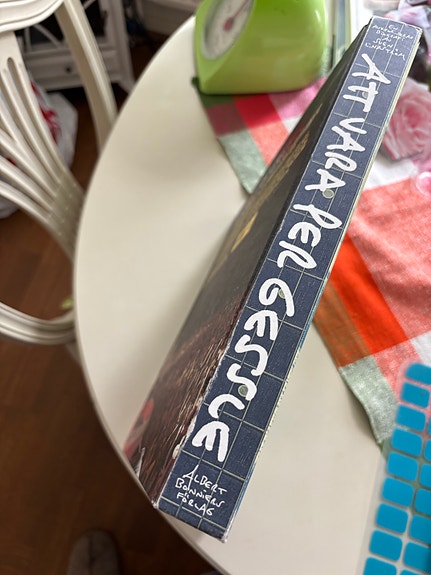 ATT VARA PER GESSLE
ALBERT
BONNIERS
FÖRLAG